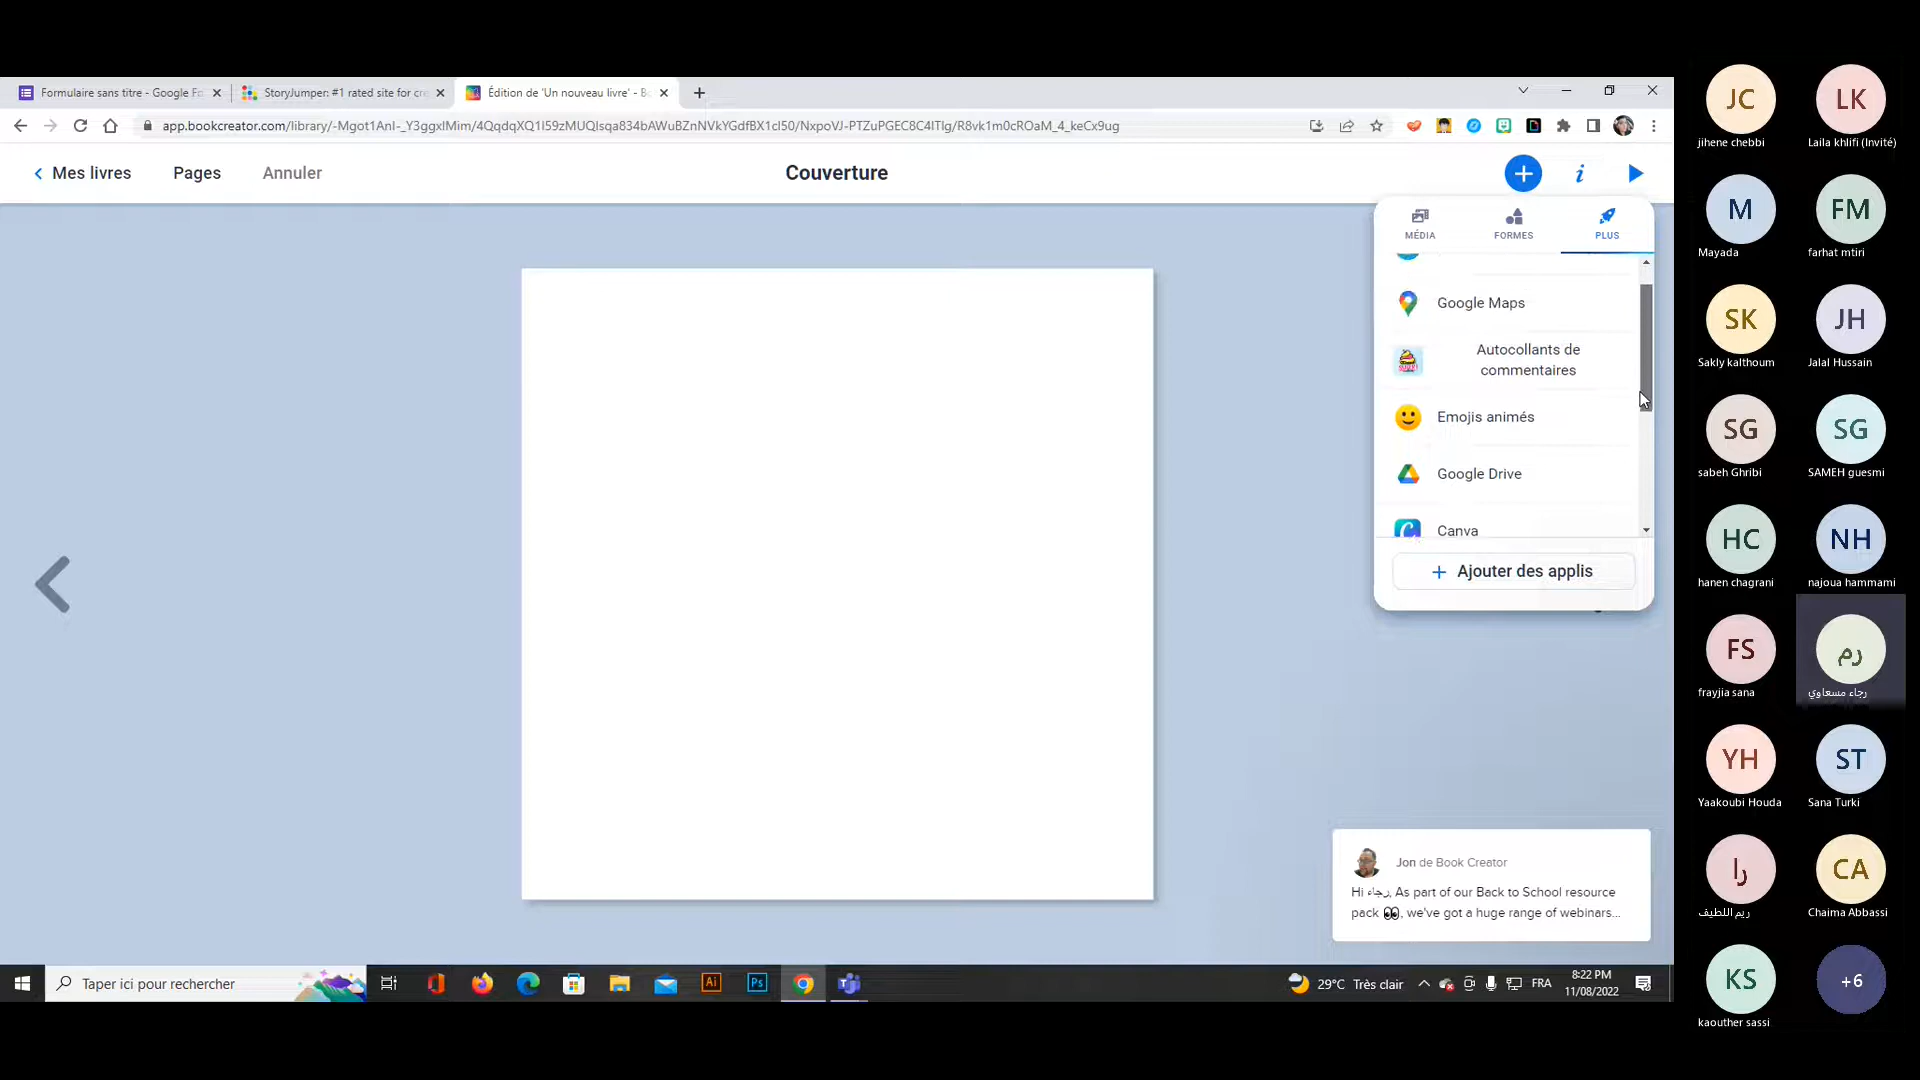 Formulaire sans titre - Google Fo
StoryJumper: #1 rated site for cre
Édition de 'Un nouveau livre' - Bo
app.bookcreator.com/library/-Mgot1AnI-_Y3ggxIMim/4QqdqXQ1I59zMUQIsqa834bAWuBZnNVkYGdfBX1cI50/NxpoVJ-PTZuPGEC8C4ITIg/R8vk1m0cROaM_4_keCx9ug
Mes livres
Pages
Annuler
Couverture
MÉDIA
FORMES
PLUS
Google Maps
Autocollants de
commentaires
Emojis animés
Google Drive
Canva
+ Ajouter des applis
Jon de Book Creator
Hi رجاء, As part of our Back to School resource
pack 👀, we've got a huge range of webinars...
Taper ici pour rechercher
29°C Très clair
FRA
8:22 PM
11/08/2022
JC
jihene chebbi
LK
Laila khlifi (Invité)
M
Mayada
FM
farhat mtiri
SK
Sakly kalthoum
JH
Jalal Hussain
SG
sabeh Ghribi
SG
SAMEH guesmi
HC
hanen chagrani
NH
najoua hammami
FS
frayjia sana
رم
رجاء مسعاوي
YH
Yaakoubi Houda
ST
Sana Turki
را
ريم اللطيف
CA
Chaima Abbassi
KS
kaouther sassi
+6